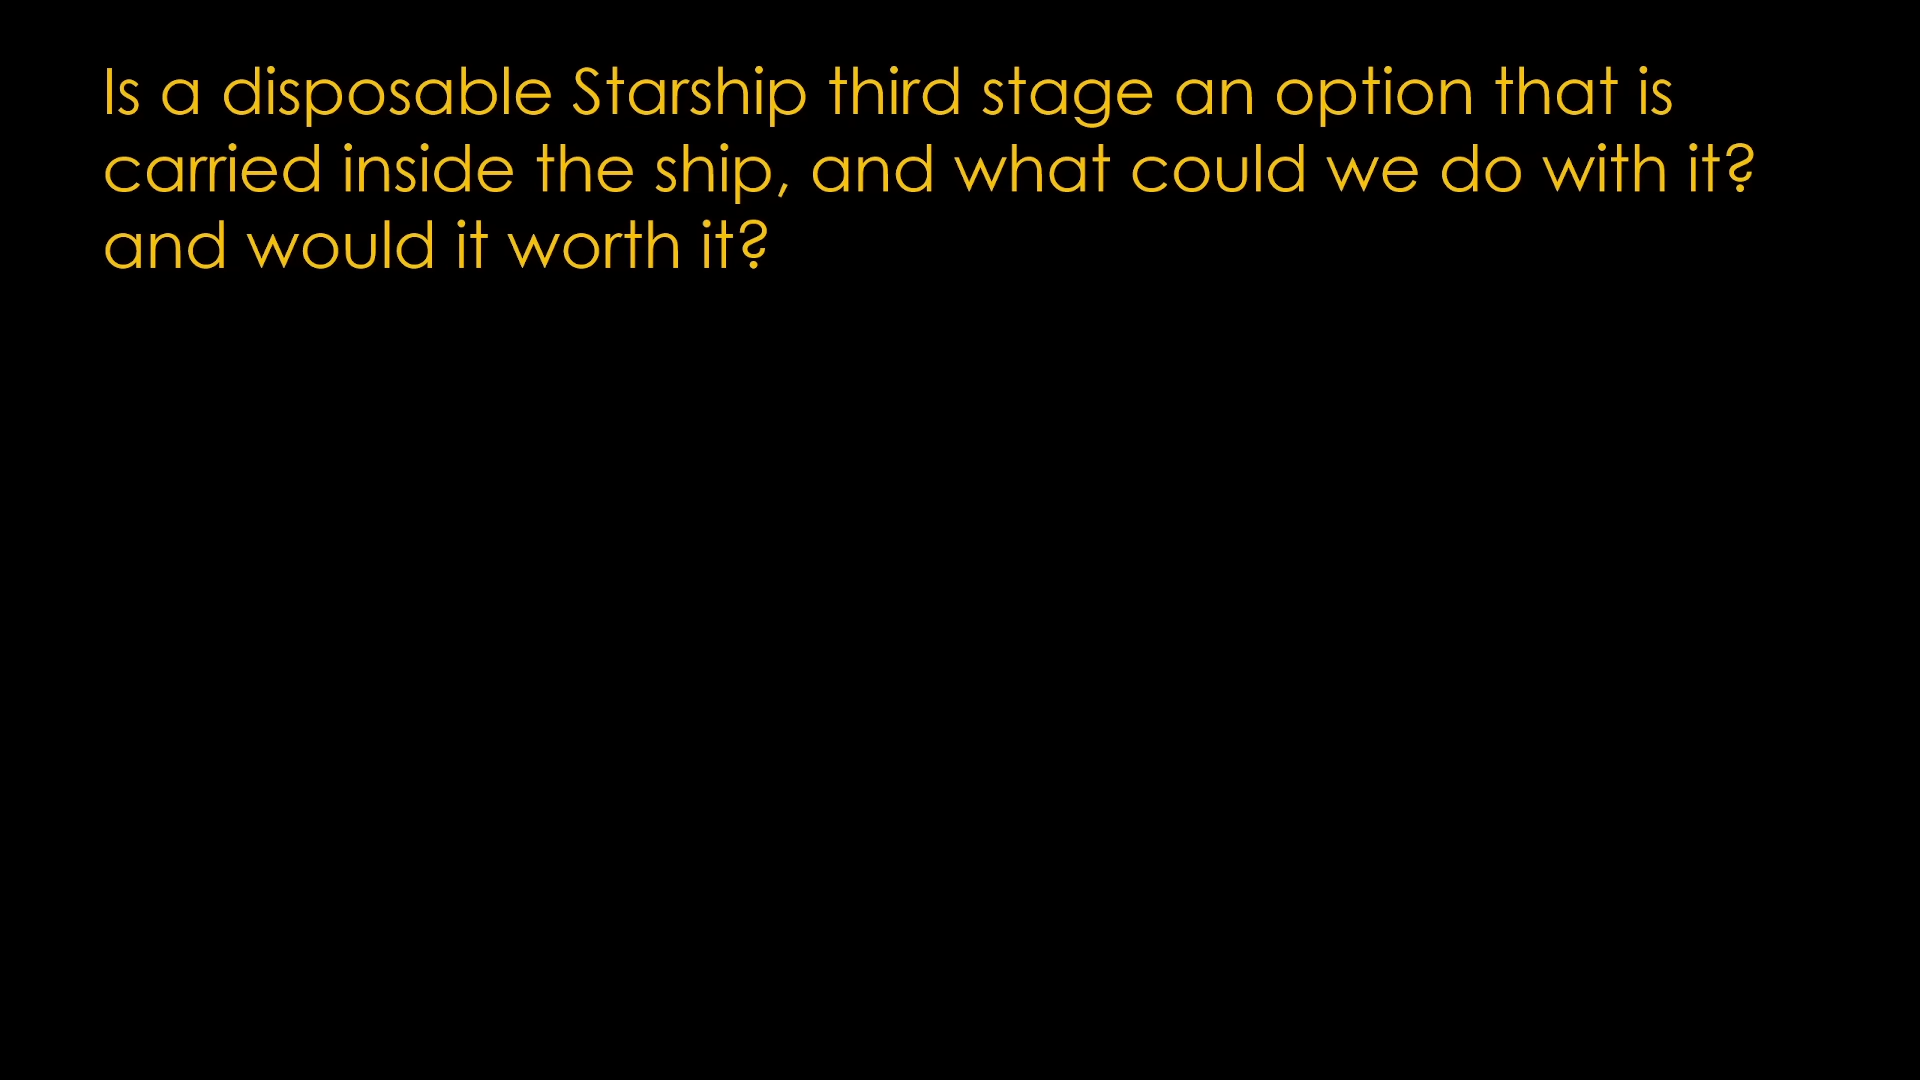 Is a disposable Starship third stage an option that is
carried inside the ship, and what could we do with it?
and would it worth it?